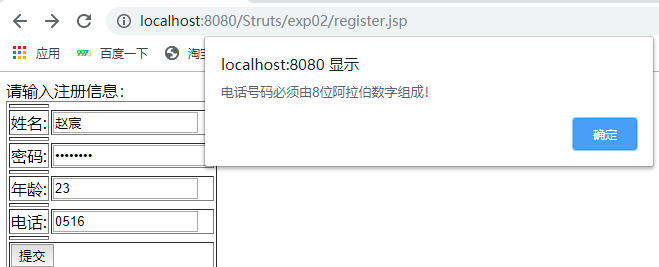 localhost:8080/Struts/exp02/register.jsp
应用 百度一下 淘宝
localhost:8080 显示
电话号码必须由8位阿拉伯数字组成！
确定
请输入注册信息：
姓名: 赵宸
密码: ••••••••
年龄: 23
电话: 0516
提交